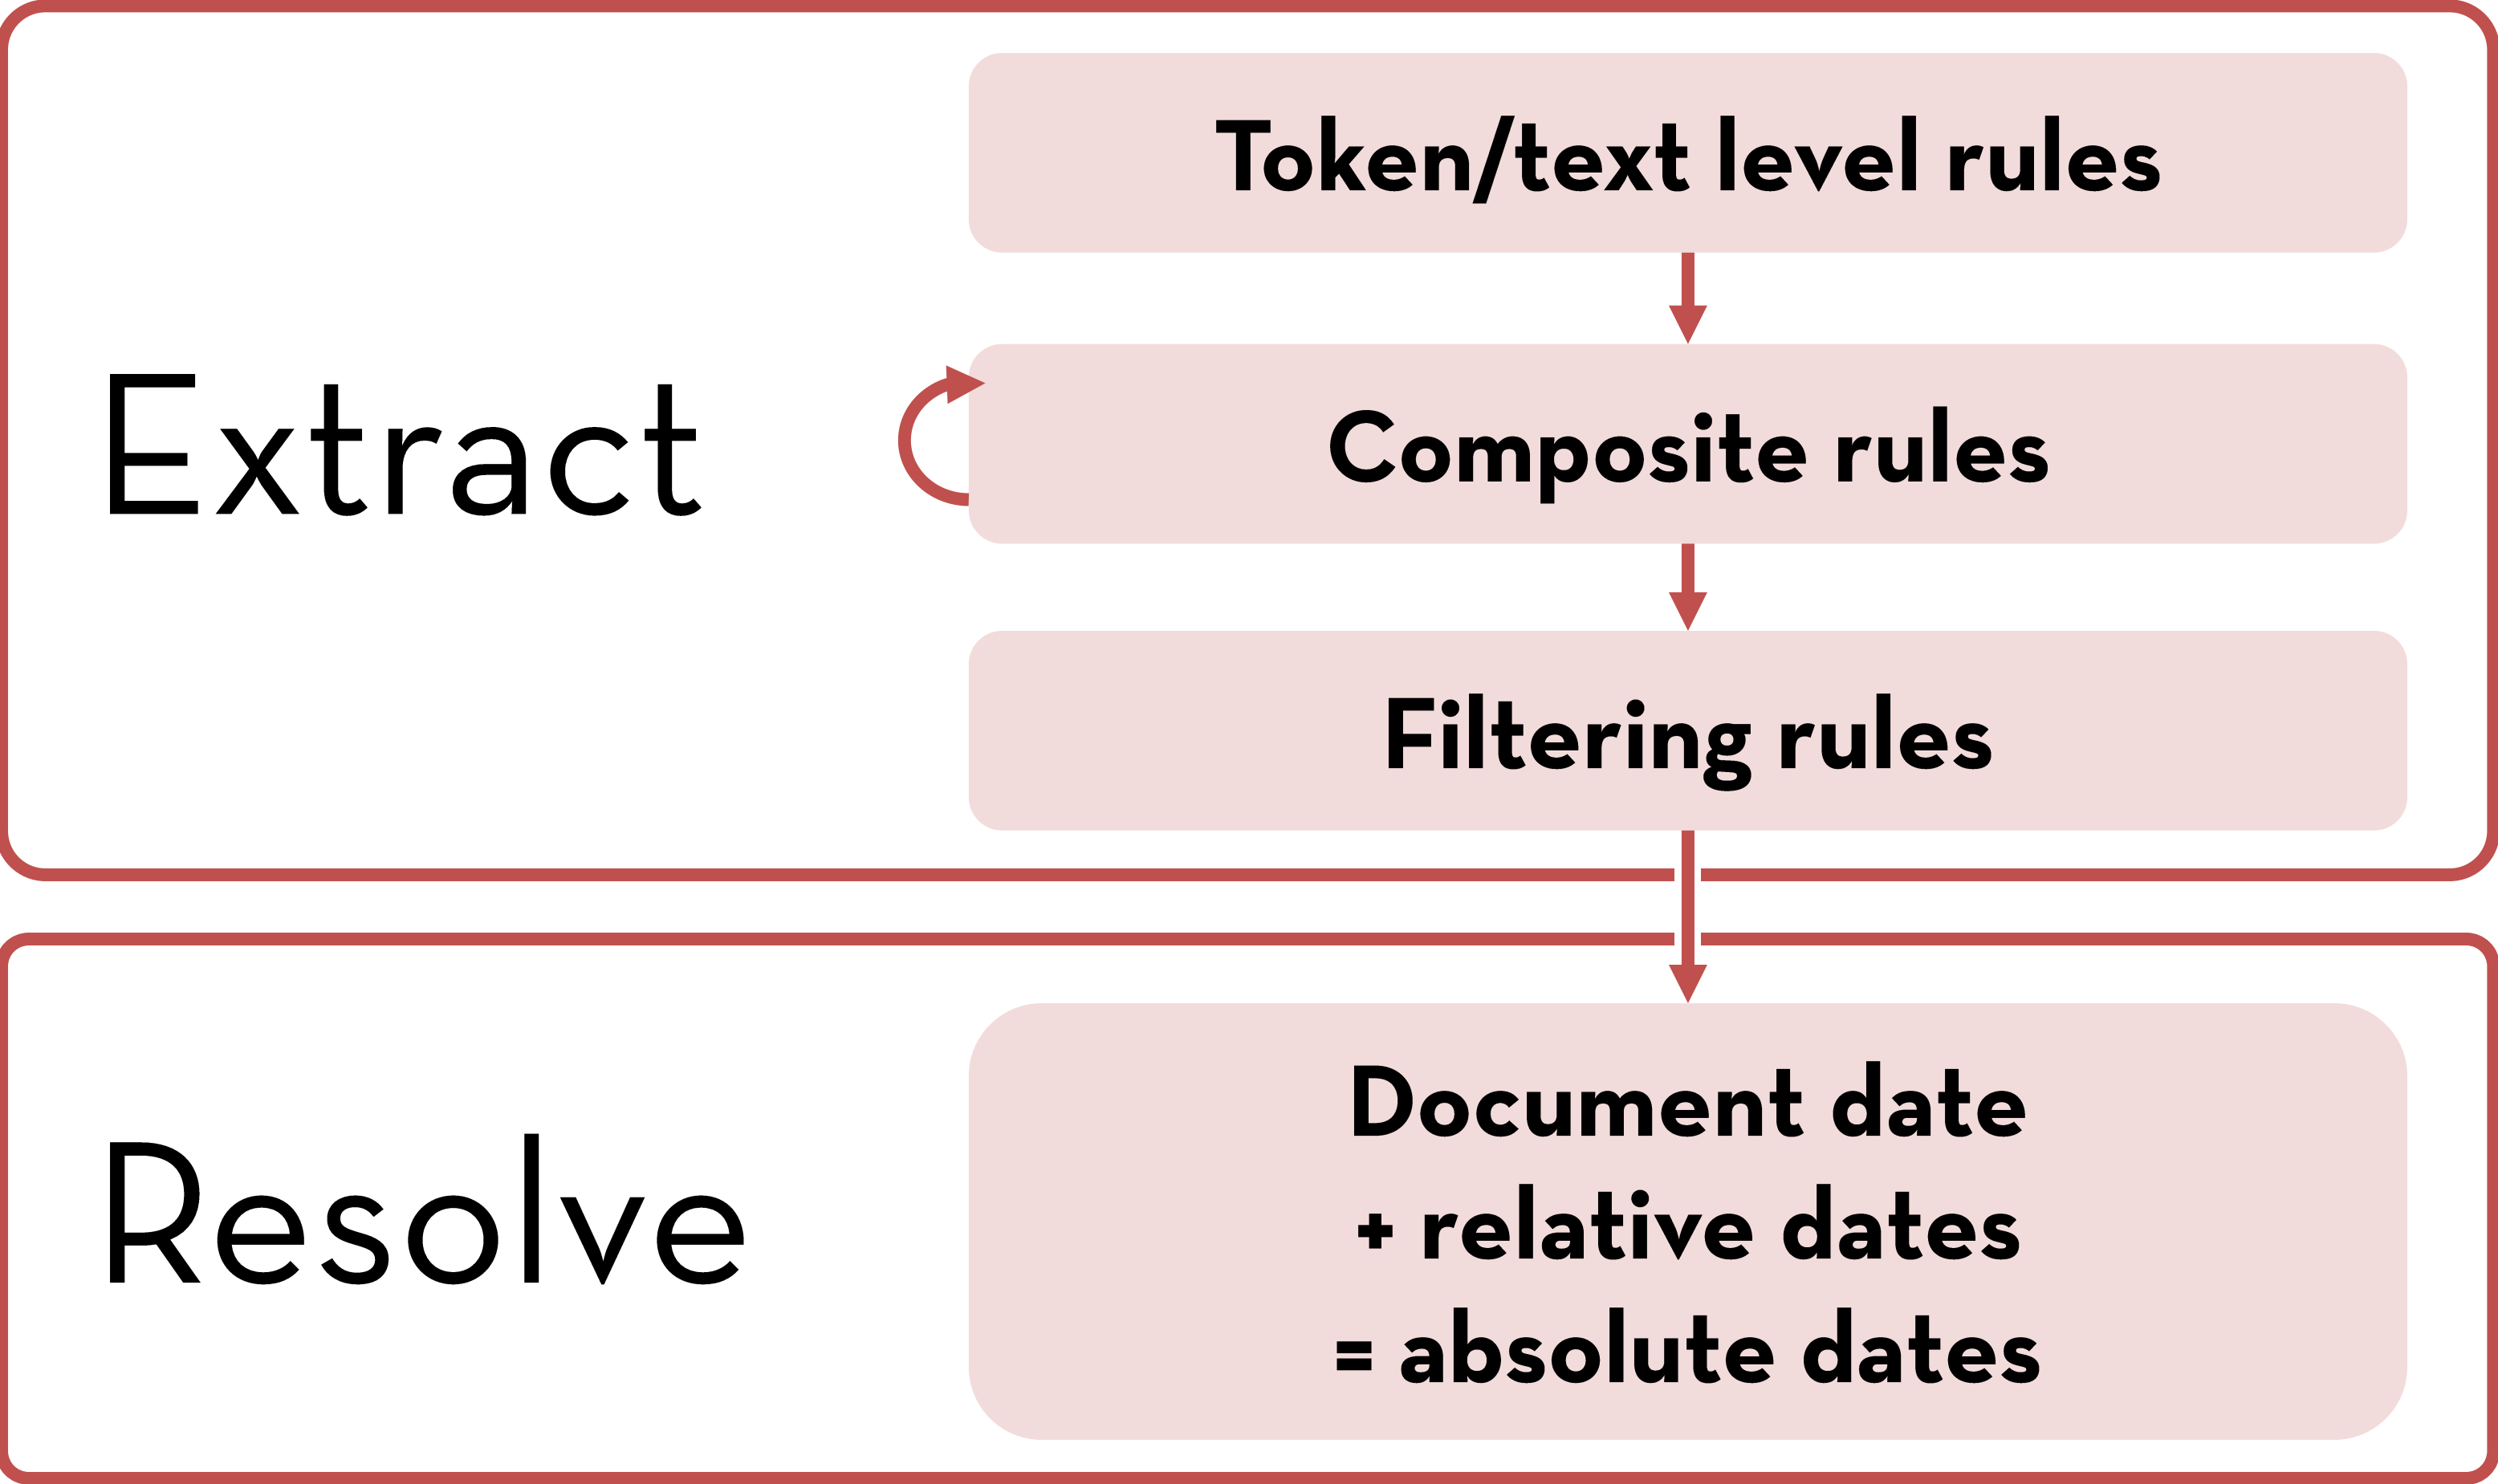 Extract
Token/text level rules
Composite rules
Filtering rules
Resolve
Document date
+ relative dates
= absolute dates